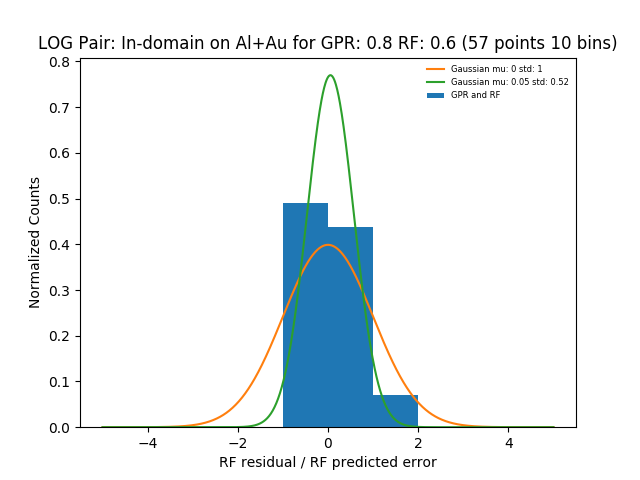 LOG Pair: In-domain on Al+Au for GPR: 0.8 RF: 0.6 (57 points 10 bins)
Gaussian mu: 0 std: 1
Gaussian mu: 0.05 std: 0.52
GPR and RF
Normalized Counts
0.8
0.7
0.6
0.5
0.4
0.3
0.2
0.1
0.0
−4
−2
0
2
4
RF residual / RF predicted error